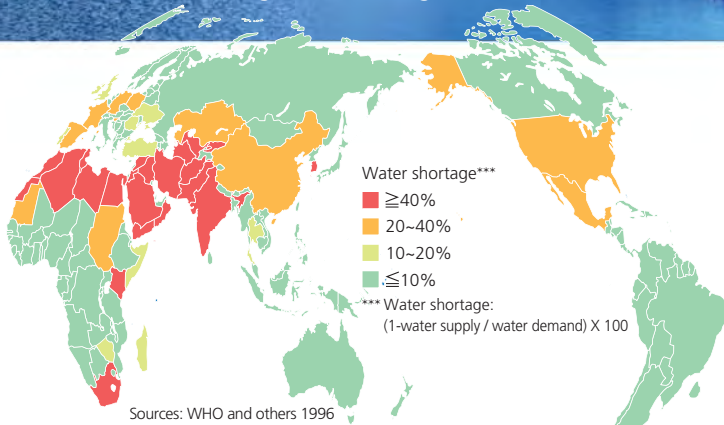 Water shortage***
≧40%
20~40%
10~20%
≦10%
*** Water shortage:
(1-water supply / water demand) X 100
Sources: WHO and others 1996